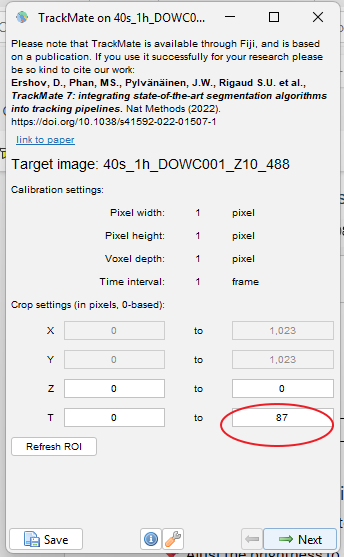 TrackMate on 40s_1h_DOWC0...
Please note that TrackMate is available through Fiji, and is based
on a publication. If you use it successfully for your research please
be so kind to cite our work:
Ershov, D., Phan, MS., Pylvänäinen, J.W., Rigaud S.U. et al.,
TrackMate 7: integrating state-of-the-art segmentation algorithms
into tracking pipelines. Nat Methods (2022).
https://doi.org/10.1038/s41592-022-01507-1
link to paper
Target image: 40s_1h_DOWC001_Z10_488
Calibration settings:
Pixel width: 1 pixel
Pixel height: 1 pixel
Voxel depth: 1 pixel
Time interval: 1 frame
Crop settings (in pixels, 0-based):
X 0 to 1,023
Y 0 to 1,023
Z 0 to 0
T 0 to 87
Refresh ROI
Save Next